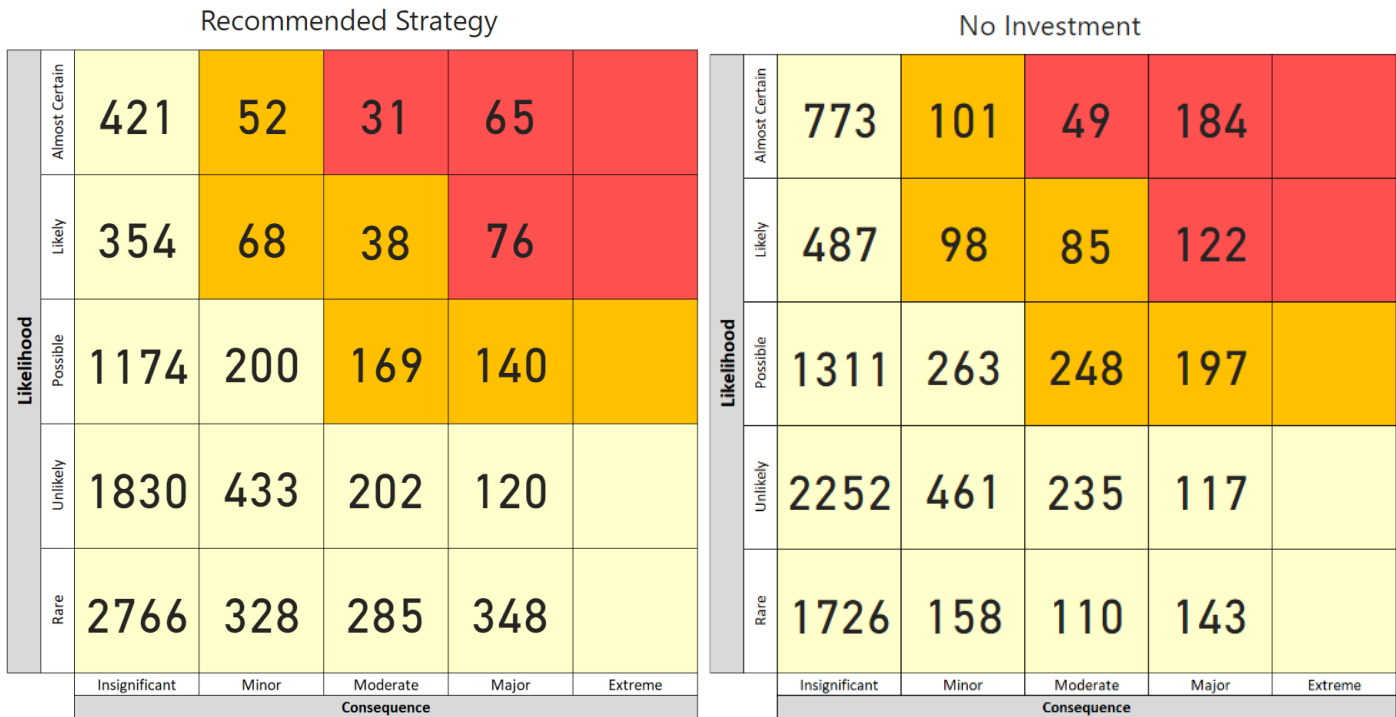 Recommended Strategy
Likelihood
Almost Certain
421 52 31 65
Likely
354 68 38 76
Possible
1174 200 169 140
Unlikely
1830 433 202 120
Rare
2766 328 285 348
Insignificant Minor Moderate Major Extreme
Consequence
No Investment
Likelihood
Almost Certain
773 101 49 184
Likely
487 98 85 122
Possible
1311 263 248 197
Unlikely
2252 461 235 117
Rare
1726 158 110 143
Insignificant Minor Moderate Major Extreme
Consequence